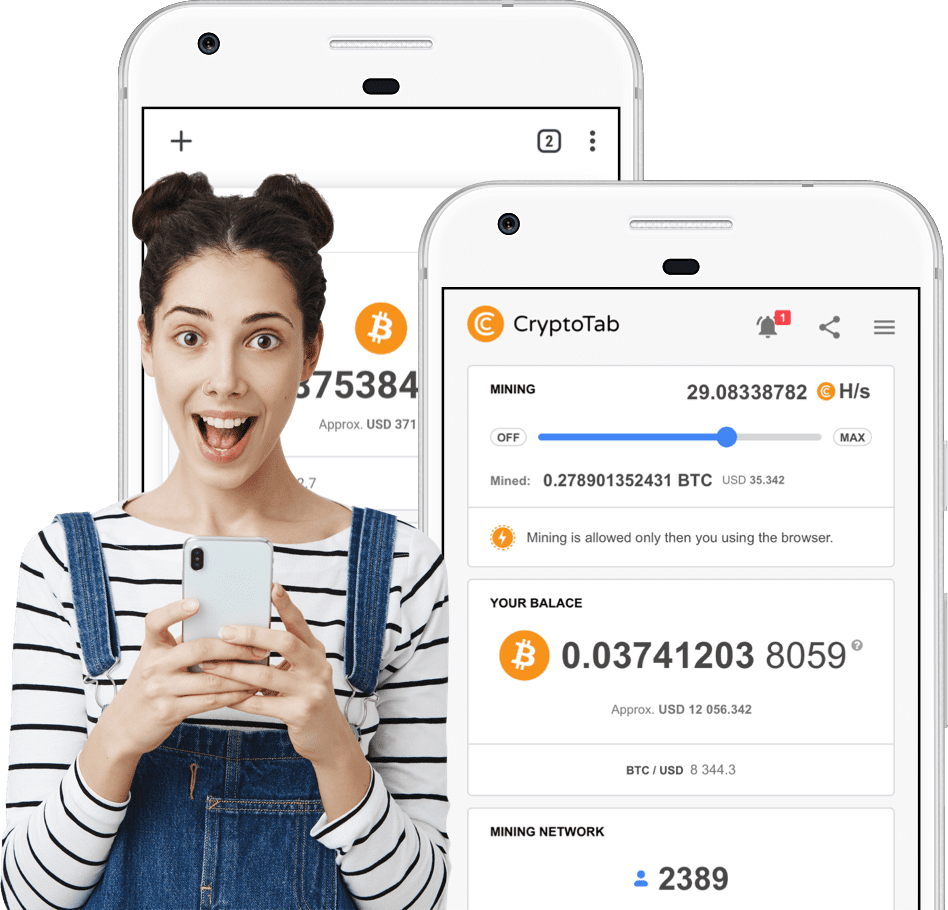 2
375384
Approx. USD 371
2.7
CryptoTab
1
MINING
29.08338782 H/s
OFF
MAX
Mined: 0.278901352431 BTC USD 35.342
Mining is allowed only then you using the browser.
YOUR BALACE
0.03741203 8059
?
Approx. USD 12 056.342
BTC / USD 8 344.3
MINING NETWORK
2389